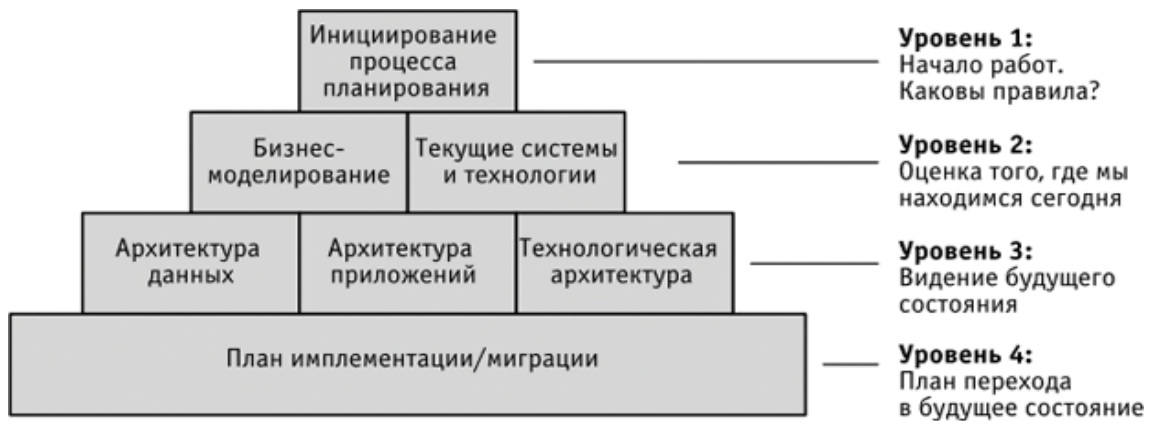 Инициирование
процесса
планирования
Уровень 1:
Начало работ.
Каковы правила?
Бизнес-
моделирование
Текущие системы
и технологии
Уровень 2:
Оценка того, где мы
находимся сегодня
Архитектура
данных
Архитектура
приложений
Технологическая
архитектура
Уровень 3:
Видение будущего
состояния
План имплементации/миграции
Уровень 4:
План перехода
в будущее состояние